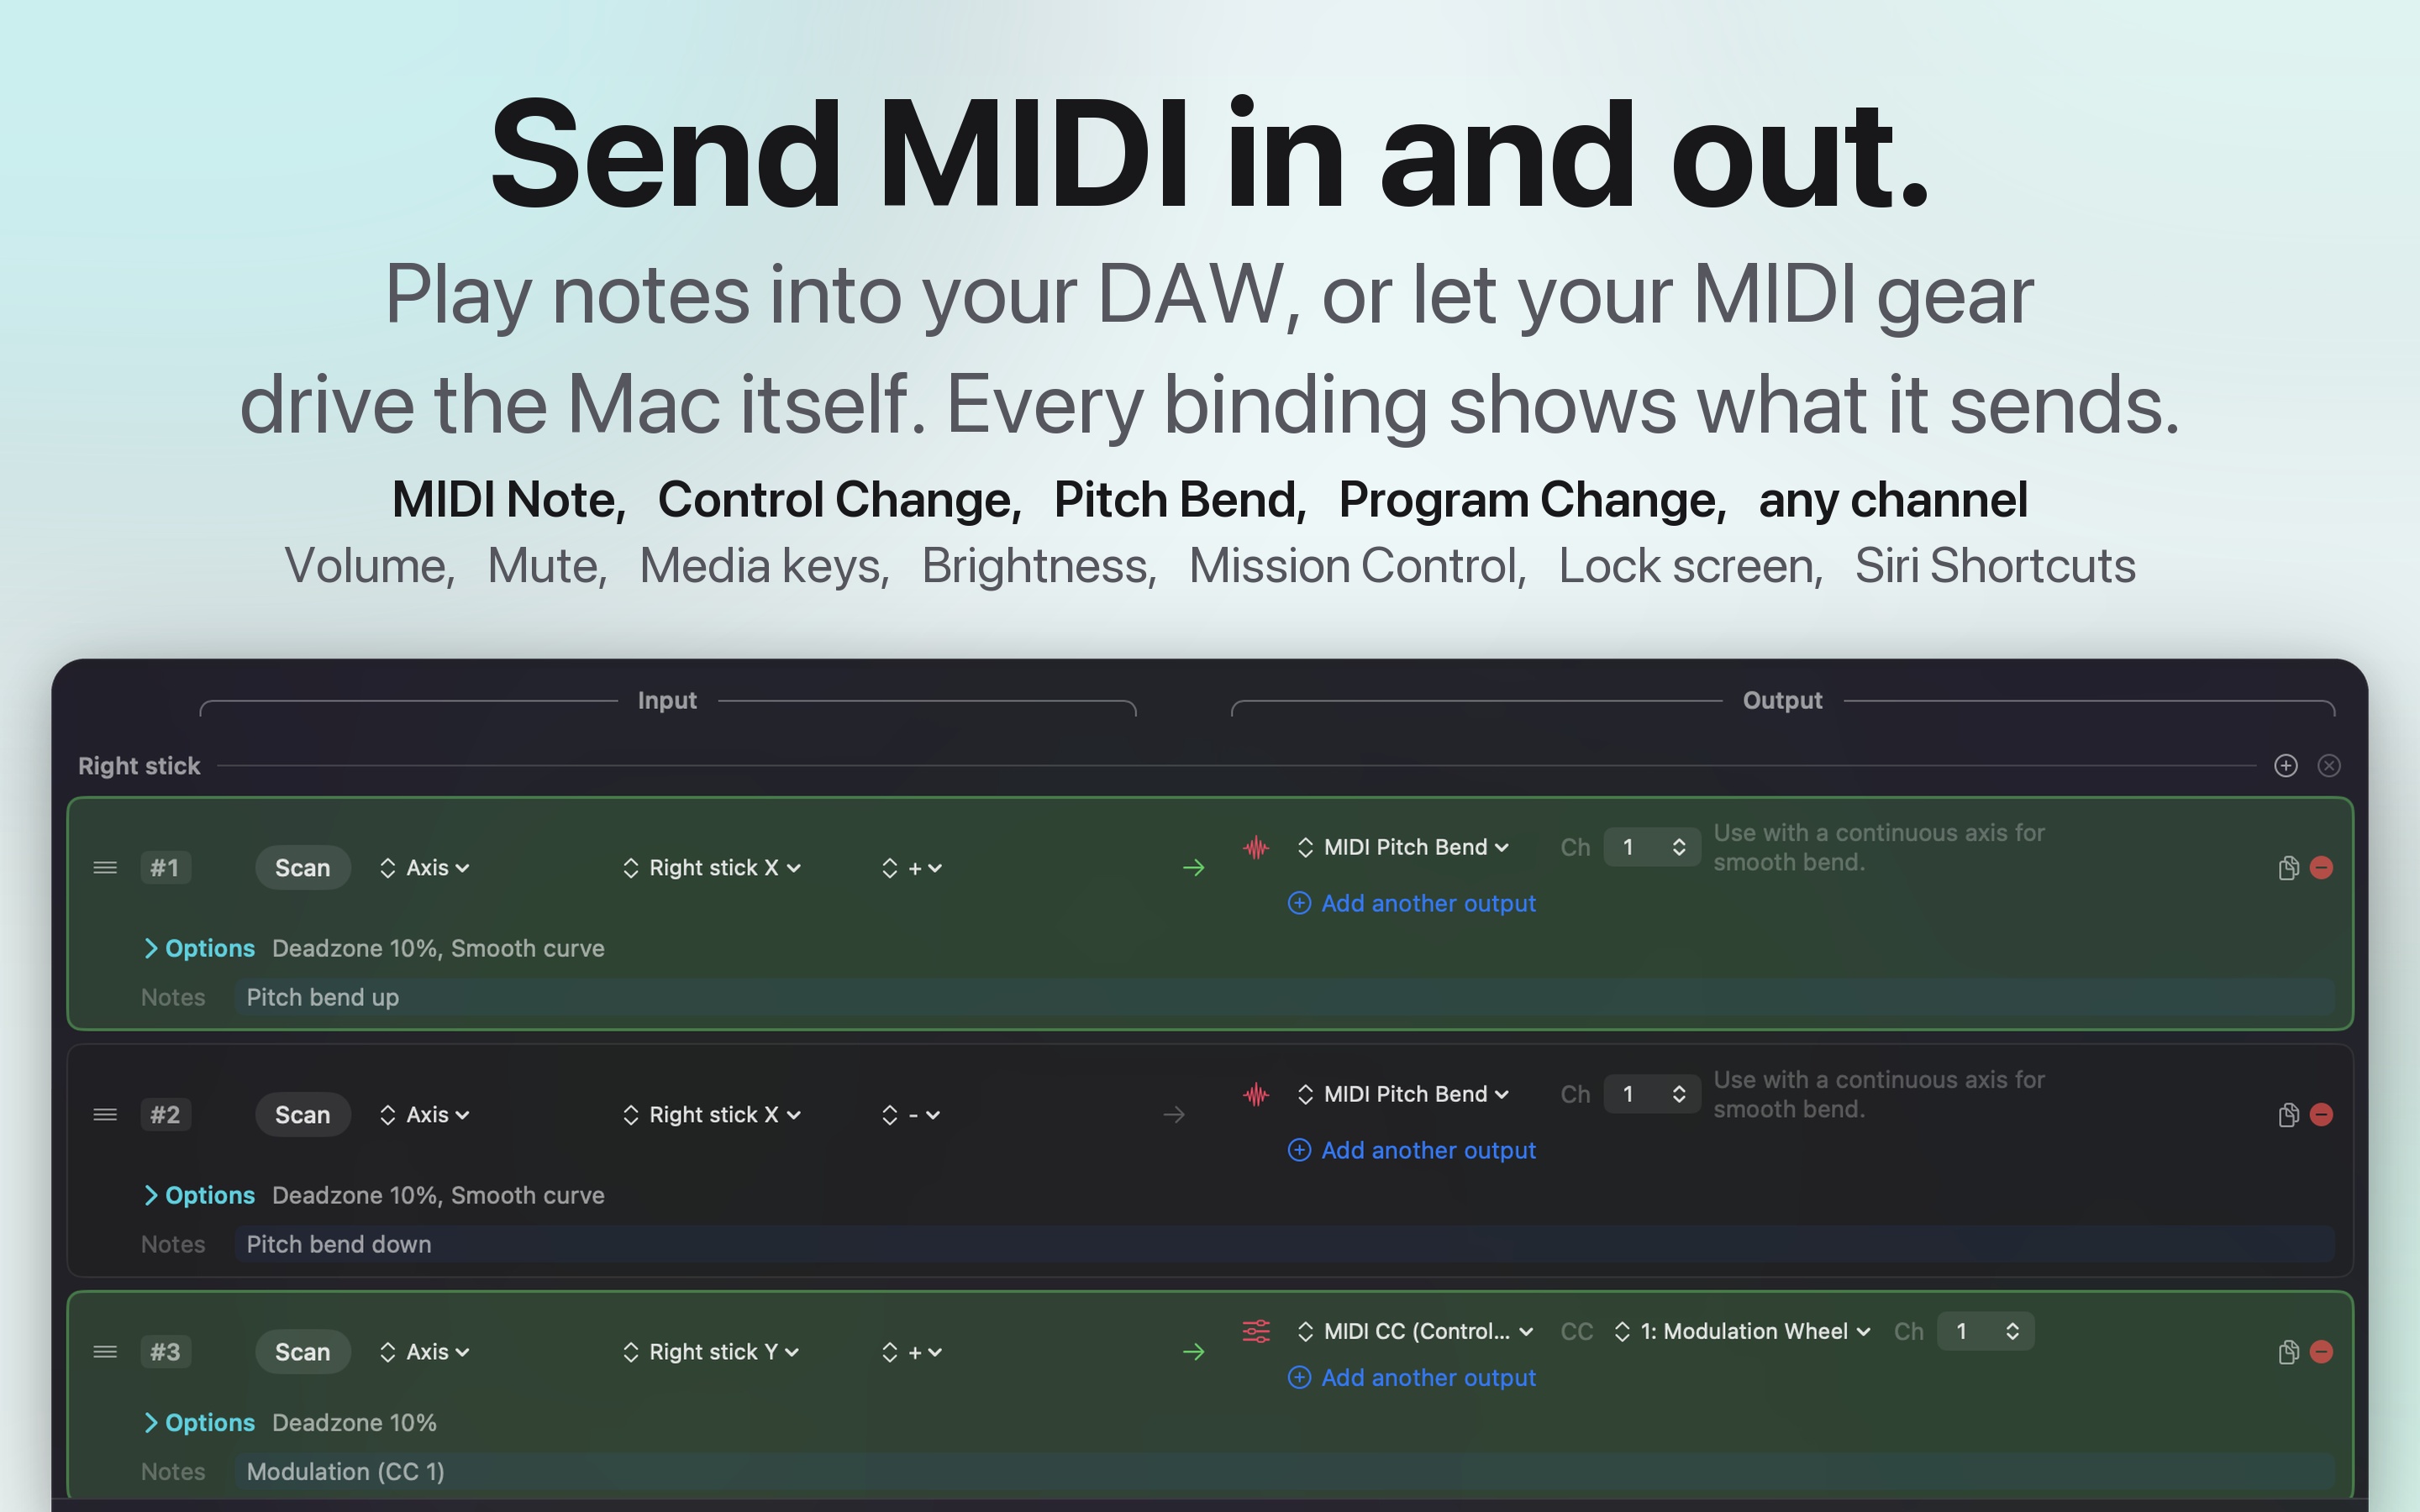 Send MIDI in and out.
Play notes into your DAW, or let your MIDI gear
drive the Mac itself. Every binding shows what it sends.
MIDI Note, Control Change, Pitch Bend, Program Change, any channel
Volume, Mute, Media keys, Brightness, Mission Control, Lock screen, Siri Shortcuts
Input Output
Right stick
#1 Scan Axis Right stick X + → MIDI Pitch Bend Ch 1 Use with a continuous axis for
smooth bend.
Add another output
Options Deadzone 10%, Smooth curve
Notes Pitch bend up
#2 Scan Axis Right stick X - → MIDI Pitch Bend Ch 1 Use with a continuous axis for
smooth bend.
Add another output
Options Deadzone 10%, Smooth curve
Notes Pitch bend down
#3 Scan Axis Right stick Y + → MIDI CC (Control... CC 1: Modulation Wheel Ch 1
Add another output
Options Deadzone 10%
Notes Modulation (CC 1)